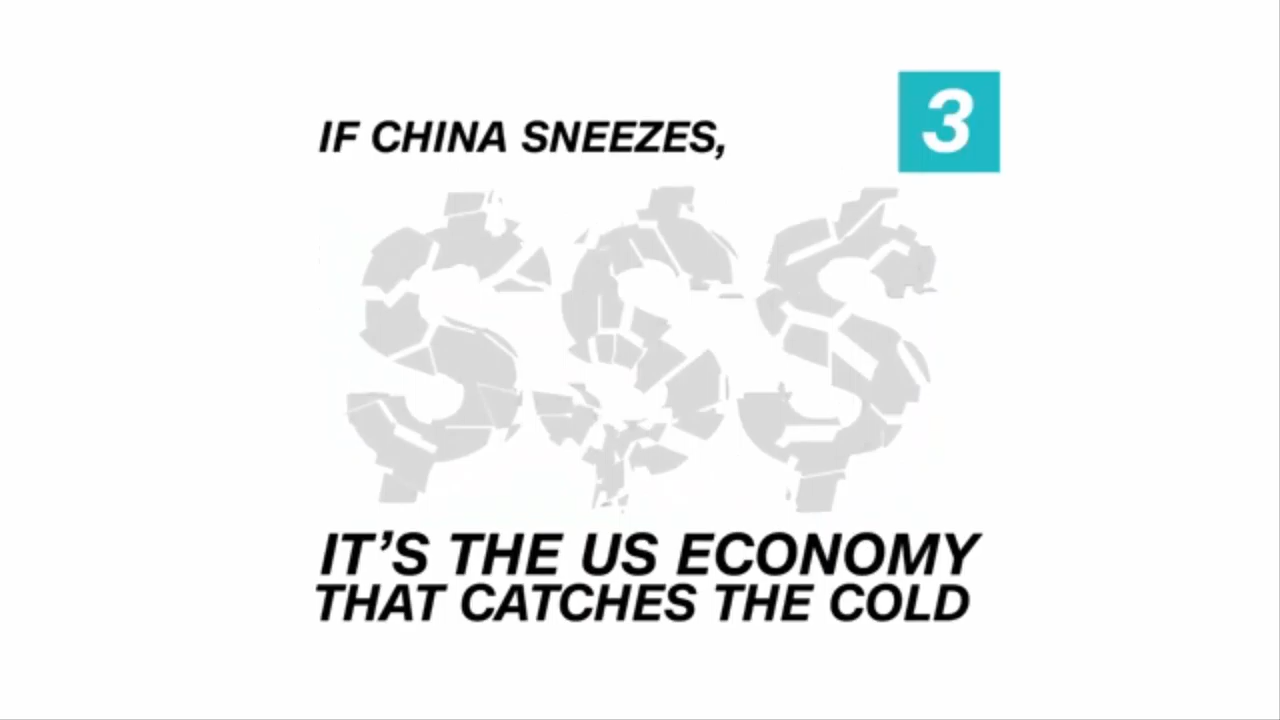 3
IF CHINA SNEEZES,
$$$
IT’S THE US ECONOMY
THAT CATCHES THE COLD